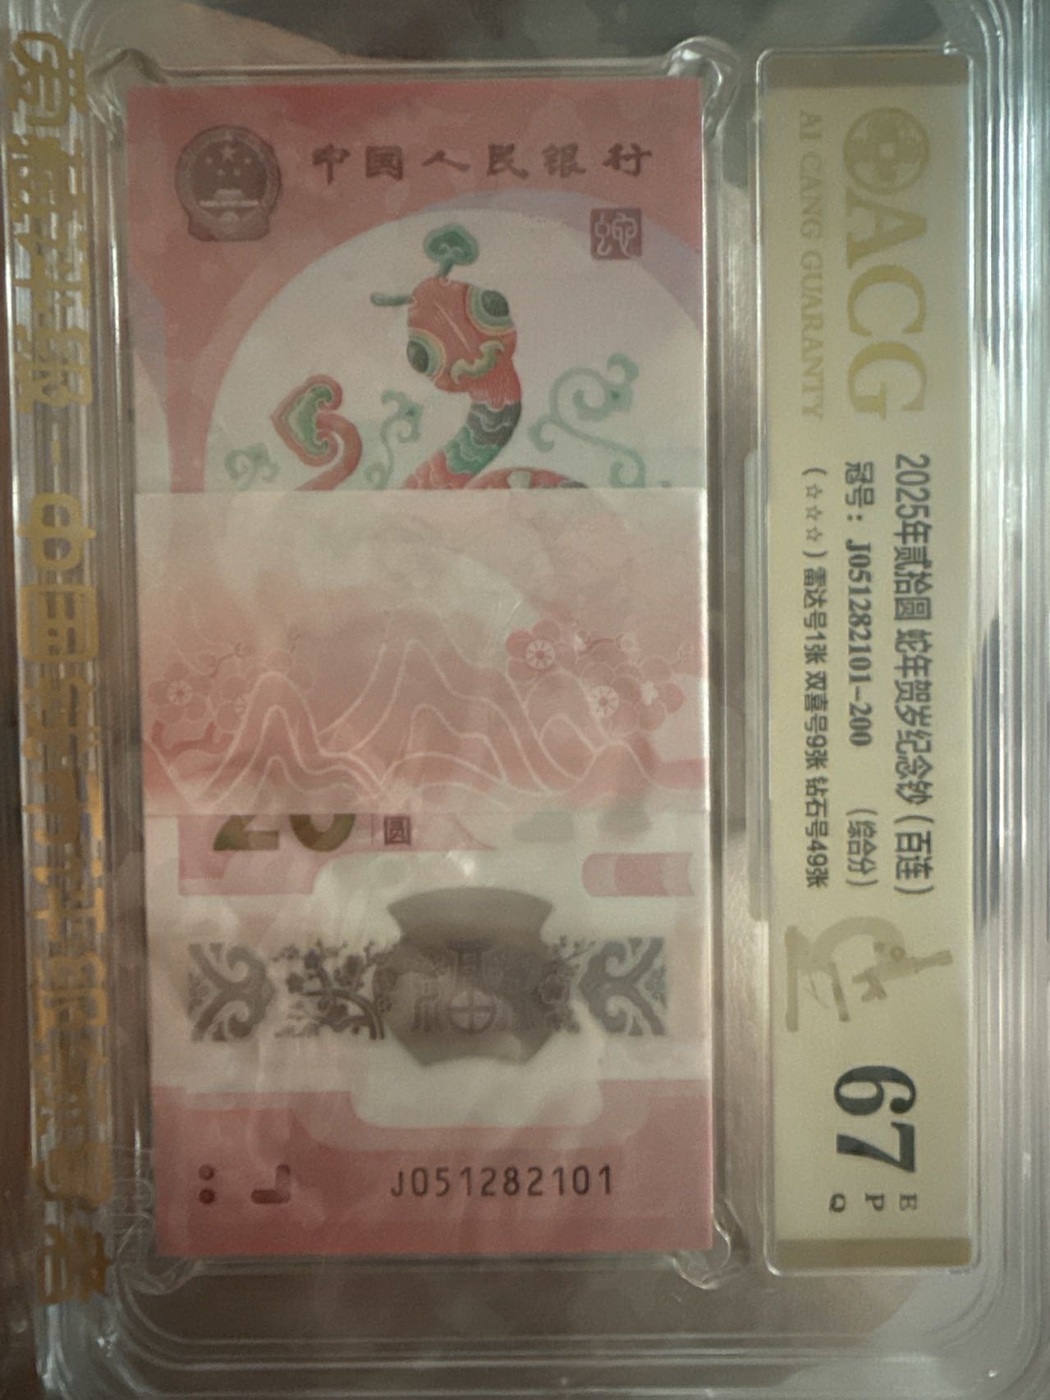 中国人民银行
蛇
20
圆
J051282101
ACG
AI CANG GUARANTY
2025年贰拾圆 蛇年贺岁纪念钞（百连）
冠号：J051282101-200 （绘给分）
（☆☆☆）雷达号1张 双喜号9张 钻石号49张
67
E
P
Q